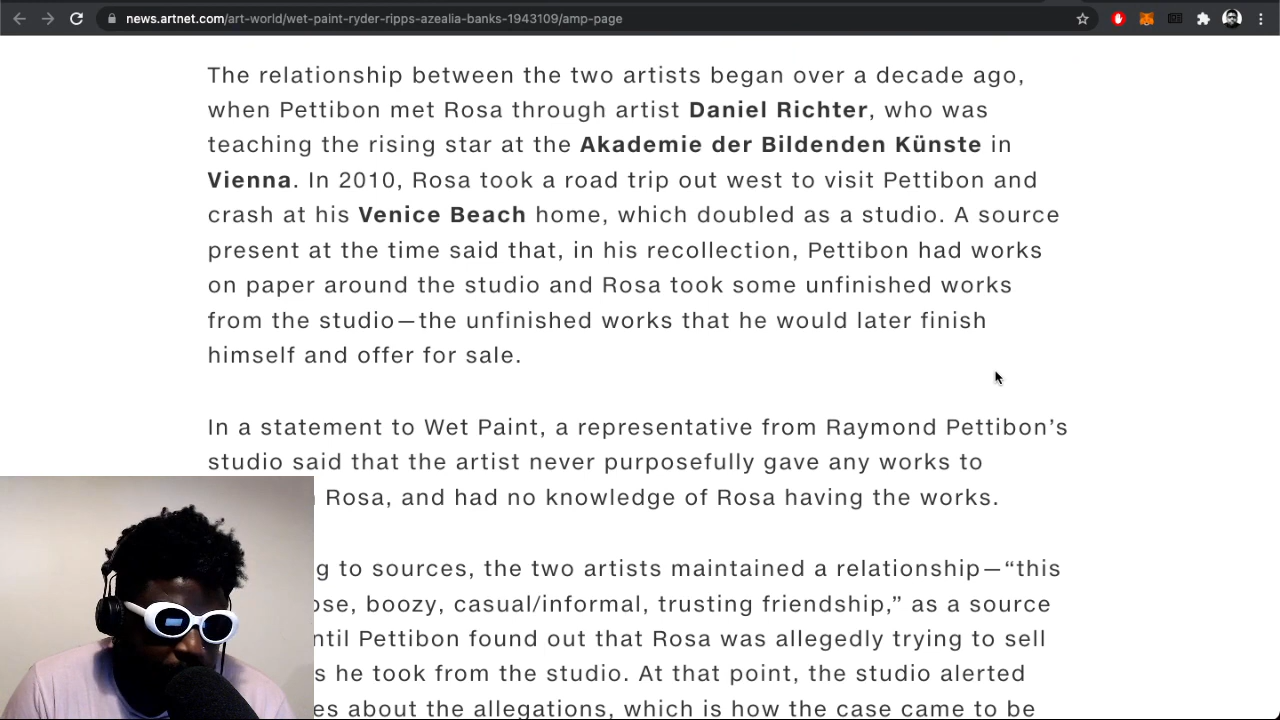 news.artnet.com/art-world/wet-paint-ryder-ripps-azealia-banks-1943109/amp-page
The relationship between the two artists began over a decade ago,
when Pettibon met Rosa through artist Daniel Richter, who was
teaching the rising star at the Akademie der Bildenden Künste in
Vienna. In 2010, Rosa took a road trip out west to visit Pettibon and
crash at his Venice Beach home, which doubled as a studio. A source
present at the time said that, in his recollection, Pettibon had works
on paper around the studio and Rosa took some unfinished works
from the studio—the unfinished works that he would later finish
himself and offer for sale.
In a statement to Wet Paint, a representative from Raymond Pettibon’s
studio said that the artist never purposefully gave any works to
Rosa, and had no knowledge of Rosa having the works.
to sources, the two artists maintained a relationship—“this
boozy, casual/informal, trusting friendship,” as a source
Pettibon found out that Rosa was allegedly trying to sell
he took from the studio. At that point, the studio alerted
about the allegations, which is how the case came to be